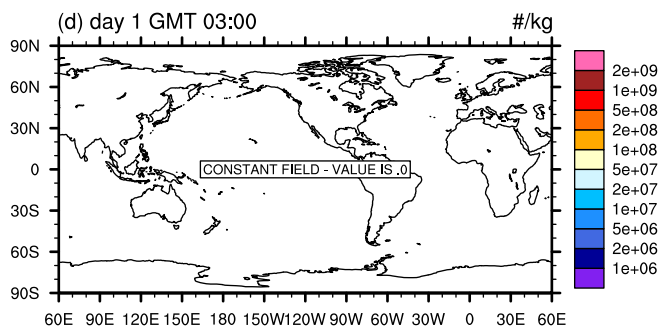 (d) day 1 GMT 03:00 #/kg
90N
60N
30N
0
30S
60S
90S
CONSTANT FIELD - VALUE IS .0
60E 90E 120E 150E 180 150W 120W 90W 60W 30W 0 30E 60E
2e+09
1e+09
5e+08
2e+08
1e+08
5e+07
2e+07
1e+07
5e+06
2e+06
1e+06